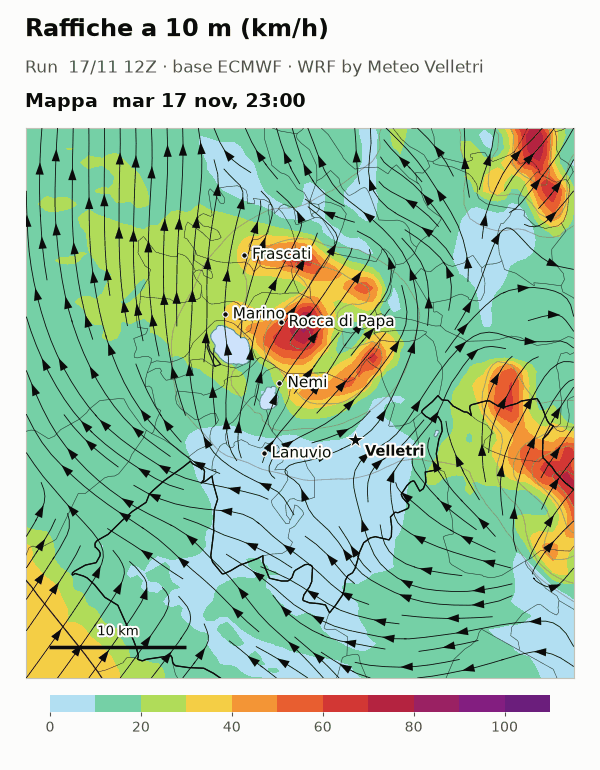 Raffiche a 10 m (km/h)
Run 17/11 12Z · base ECMWF · WRF by Meteo Velletri
Mappa mar 17 nov, 23:00
Frascati
Marino
Rocca di Papa
Nemi
Lanuvio
Velletri
10 km
0 20 40 60 80 100